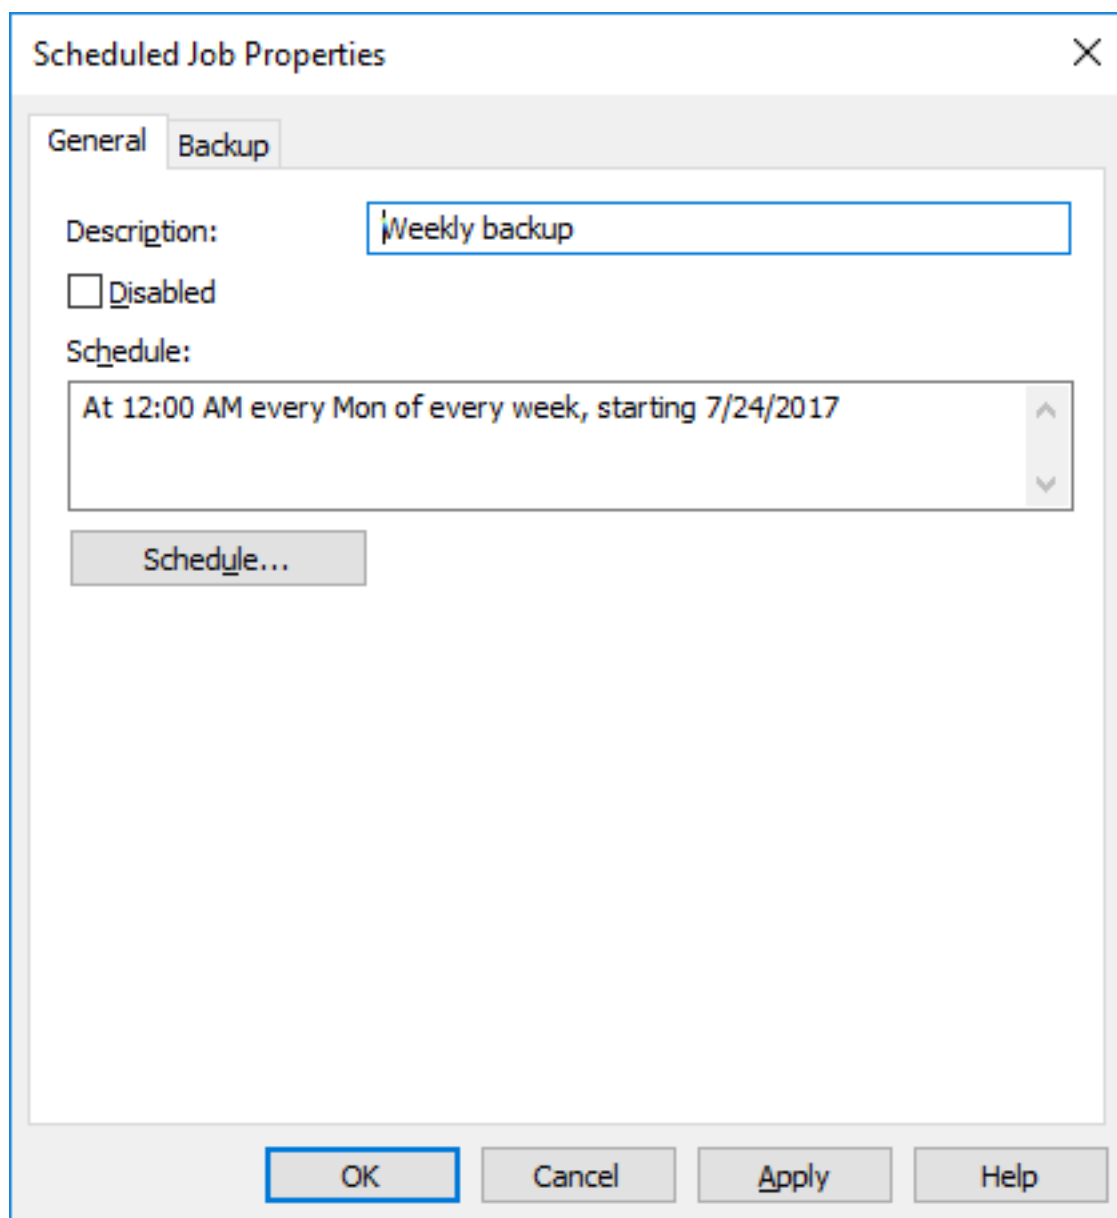 Scheduled Job Properties
General Backup
Description: Weekly backup
Disabled
Schedule:
At 12:00 AM every Mon of every week, starting 7/24/2017
Schedule...
OK Cancel Apply Help